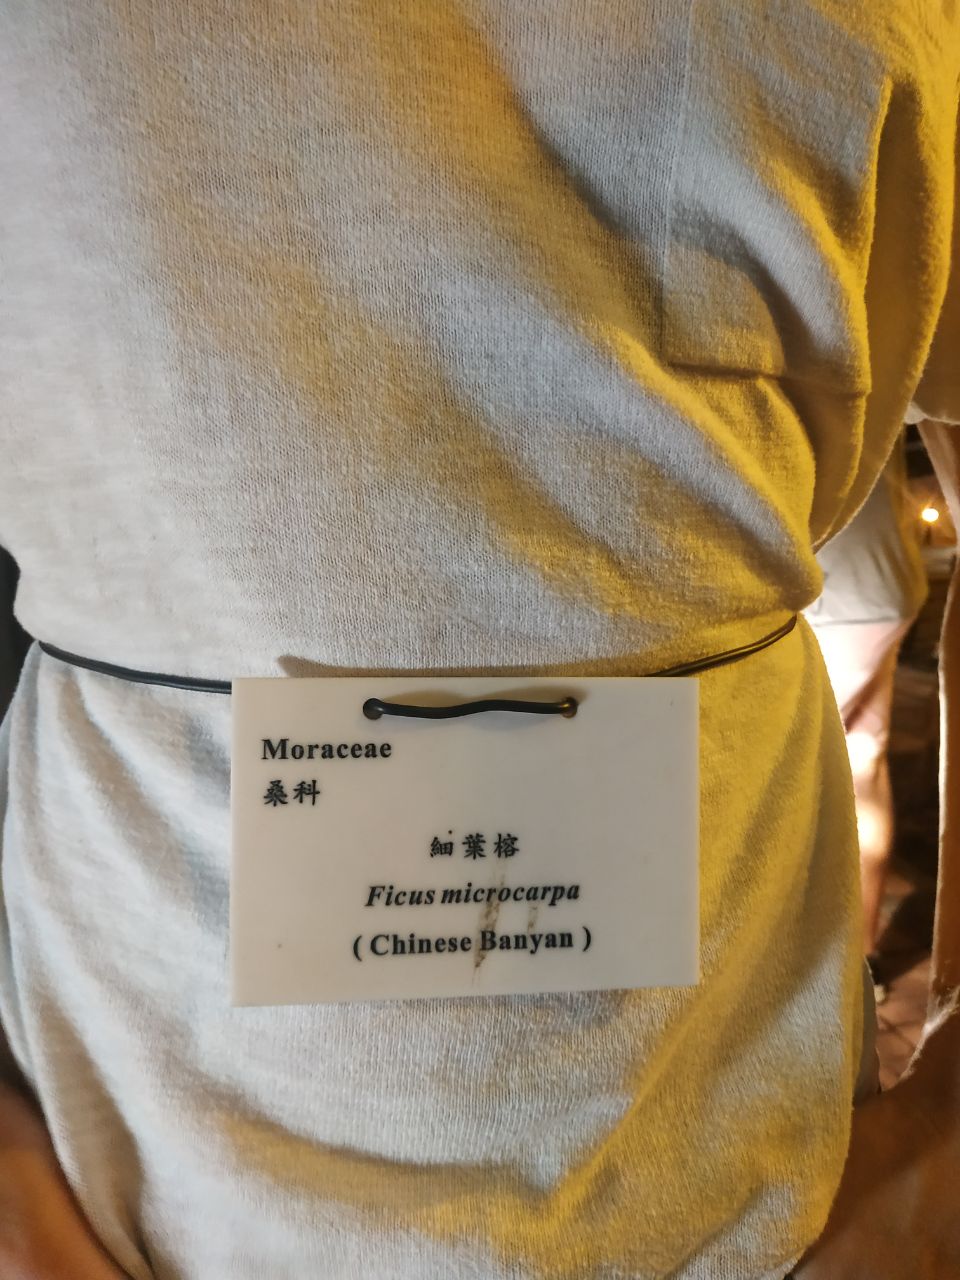 Moraceae
桑科
細葉榕
Ficus microcarpa
( Chinese Banyan )